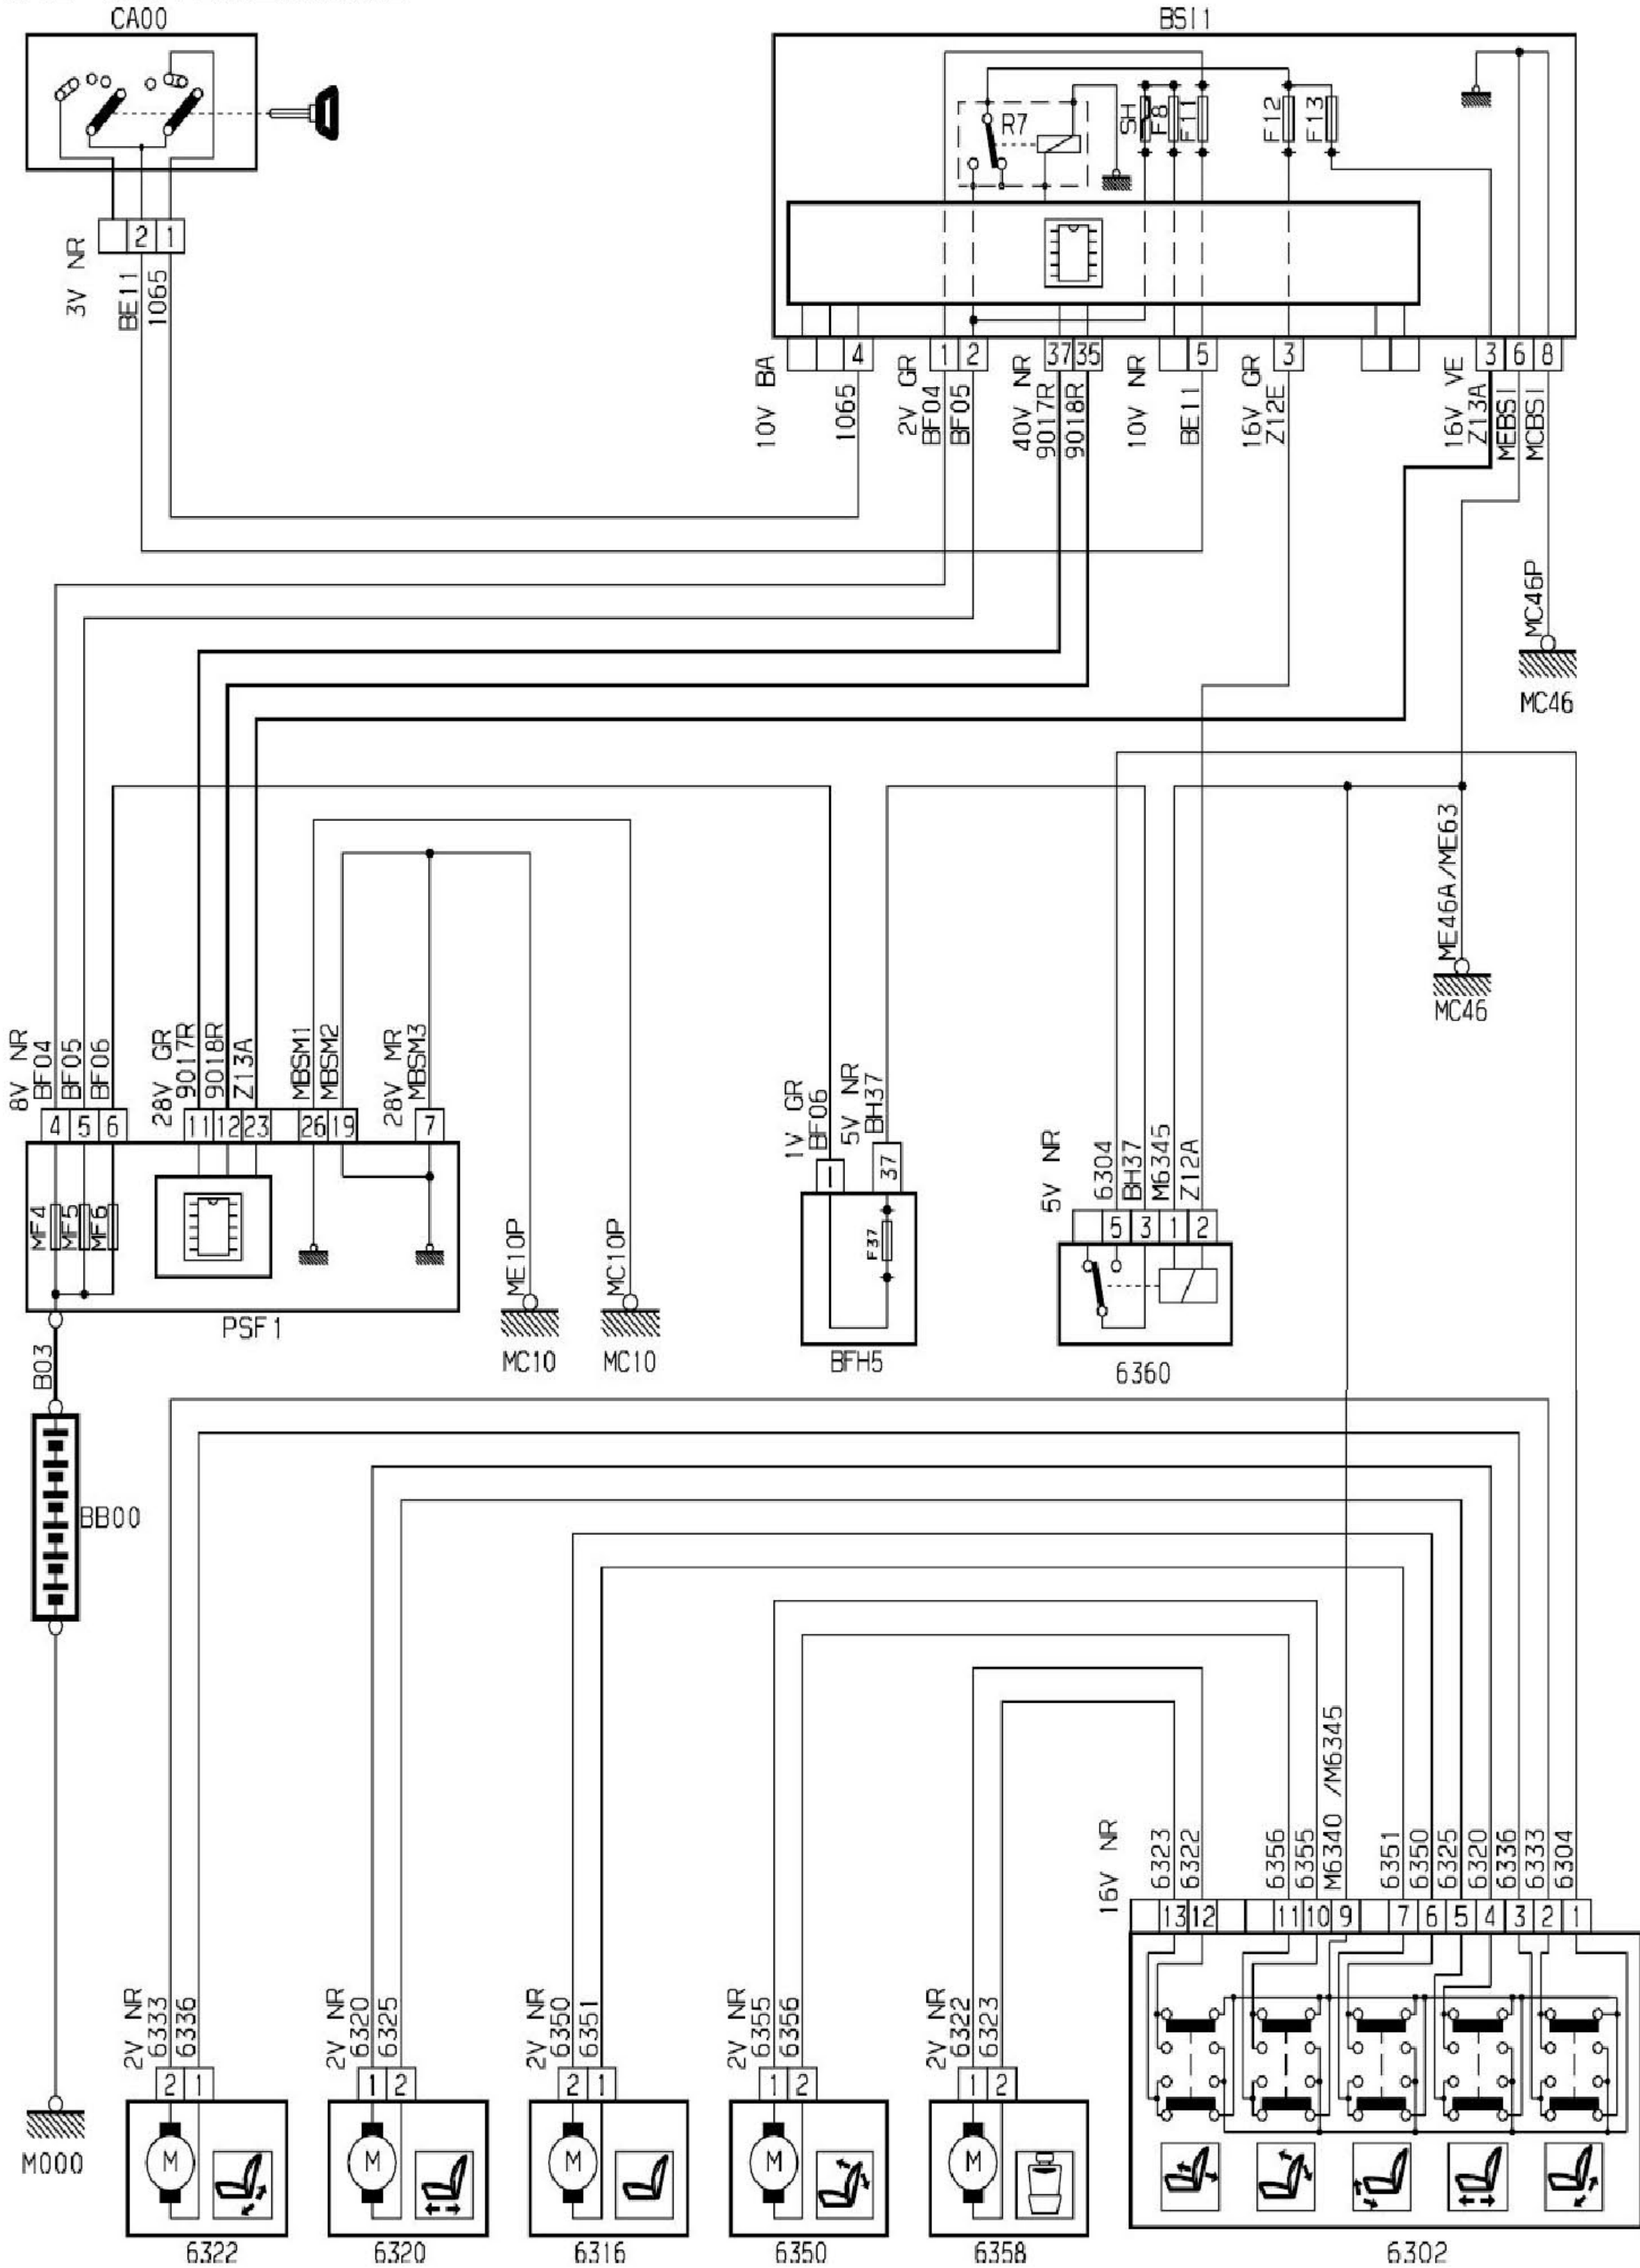 CA00
BSI1
R7
SH
F8
F11
F12
F13
2 1
3V NR
BE11
1065
4 1 2 37 35 5 3 3 6 8
10V BA
1065
2V GR
BF04
BF05
40V NR
9017R
9018R
10V NR
BE11
16V GR
Z12E
16V VE
Z13A
MEBSI
MCBSI
MC46P
MC46
ME46A/ME63
MC46
8V NR
BF04
BF05
BF06
28V GR
9017R
9018R
Z13A
MBSM1
MBSM2
28V MR
MBSM3
4 5 6 11 12 23 26 19 7
MF4
MF5
MF6
PSF1
ME10P
MC10P
MC10
MC10
1V GR
BF06
5V NR
BH37
37
F37
BFH5
5V NR
6304
BH37
M6345
Z12A
5 3 1 2
6360
B03
BB00
M000
16V NR
6323
6322
6356
6355
M6340 /M6345
6351
6350
6325
6320
6336
6333
6304
13 12 11 10 9 7 6 5 4 3 2 1
2V NR
6333
6336
2 1
M
6322
2V NR
6320
6325
1 2
M
6320
2V NR
6350
6351
2 1
M
6316
2V NR
6355
6356
1 2
M
6350
2V NR
6322
6323
1 2
M
6358
6302